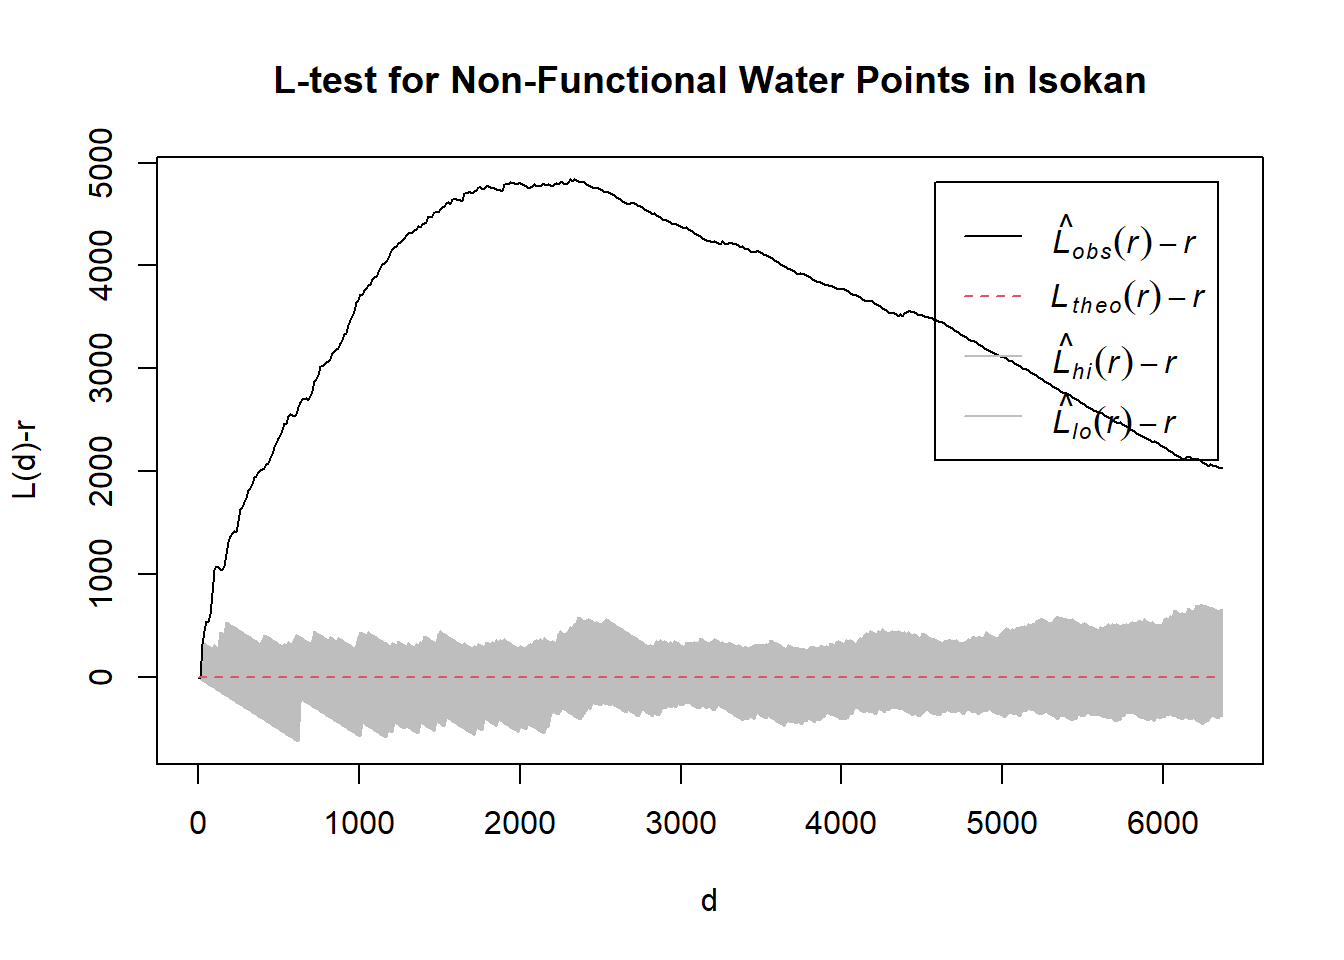 L-test for Non-Functional Water Points in Isokan
L(d)-r
5000
4000
3000
2000
1000
0
L̂obs(r) − r
Ltheo(r) − r
L̂hi(r) − r
L̂lo(r) − r
0 1000 2000 3000 4000 5000 6000
d